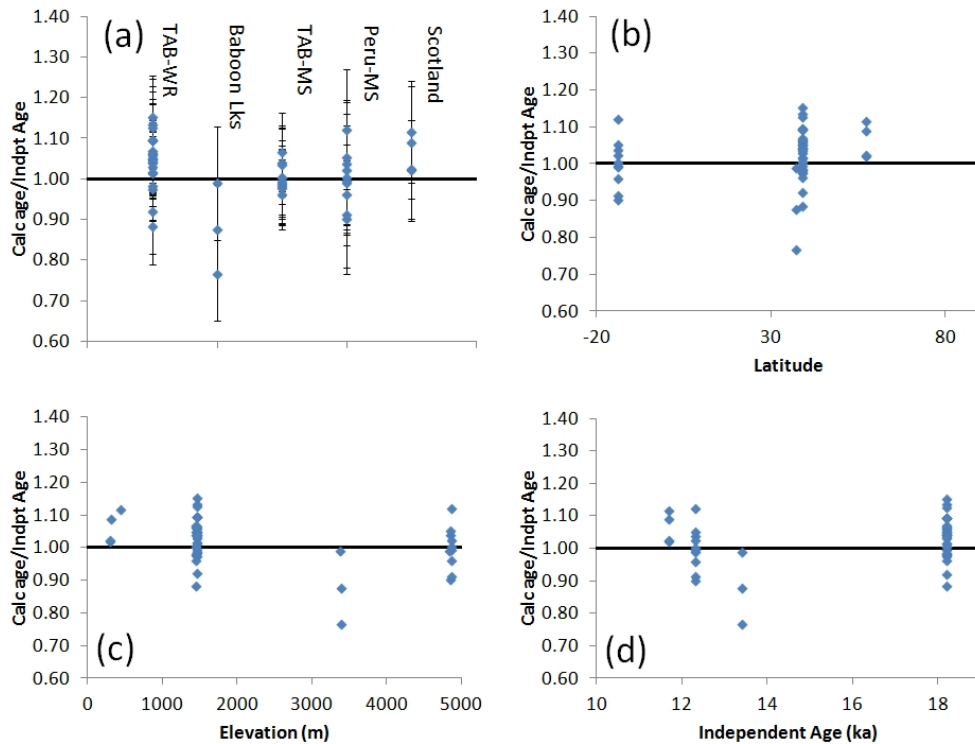 (a)
TAB-WR
Baboon Lks
TAB-MS
Peru-MS
Scotland
Calc age/Indpt Age
1.40
1.30
1.20
1.10
1.00
0.90
0.80
0.70
0.60
(b)
Calc age/Indpt Age
1.40
1.30
1.20
1.10
1.00
0.90
0.80
0.70
0.60
-20 30 80
Latitude
(c)
Calc age/Indpt Age
1.40
1.30
1.20
1.10
1.00
0.90
0.80
0.70
0.60
0 1000 2000 3000 4000 5000
Elevation (m)
(d)
Calc age/Indpt Age
1.40
1.30
1.20
1.10
1.00
0.90
0.80
0.70
0.60
10 12 14 16 18
Independent Age (ka)